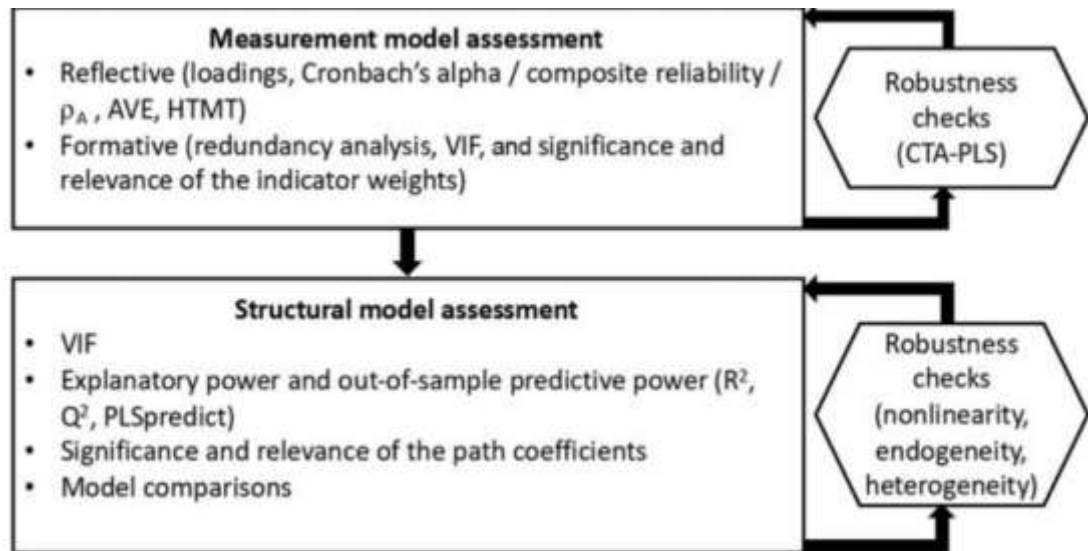 Measurement model assessment
• Reflective (loadings, Cronbach's alpha / composite reliability /
ρA , AVE, HTMT)
• Formative (redundancy analysis, VIF, and significance and
relevance of the indicator weights)
Robustness
checks
(CTA-PLS)
Structural model assessment
• VIF
• Explanatory power and out-of-sample predictive power (R²,
Q², PLSpredict)
• Significance and relevance of the path coefficients
• Model comparisons
Robustness
checks
(nonlinearity,
endogeneity,
heterogeneity)